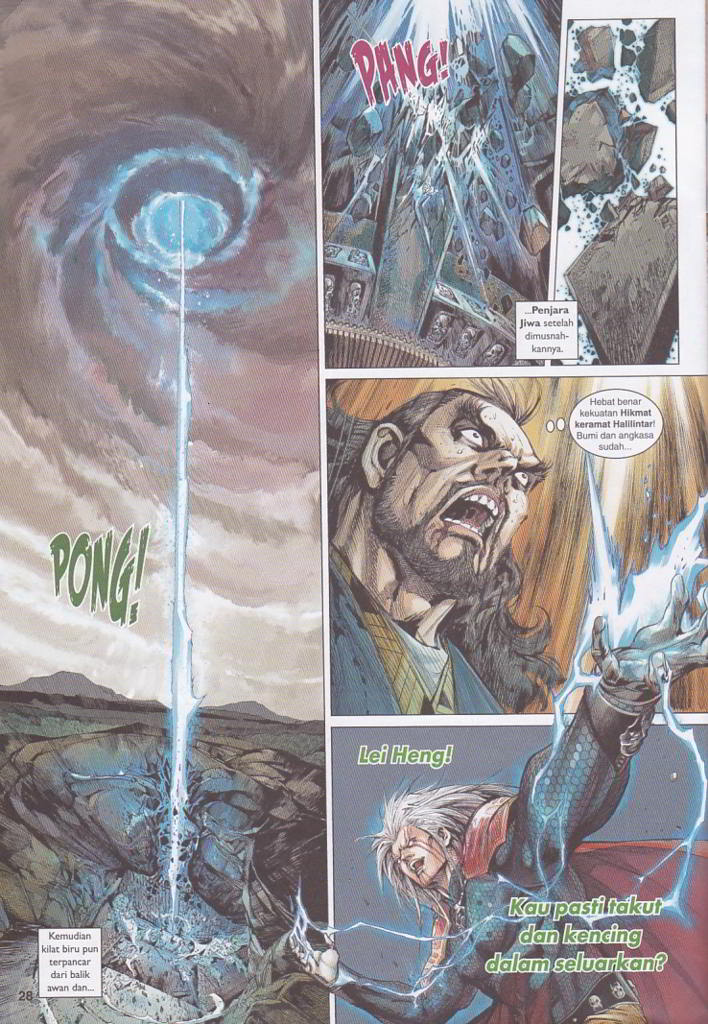 PONG!
Kemudian
kilat biru pun
terpancar
dari balik
awan dan...
28
PANG!
...Penjara
Jiwa setelah
dimusnah-
kannya.
Hebat benar
kekuatan Hikmat
keramat Halilintar!
Bumi dan angkasa
sudah...
Lei Heng!
Kau pasti takut
dan kencing
dalam seluarkan?